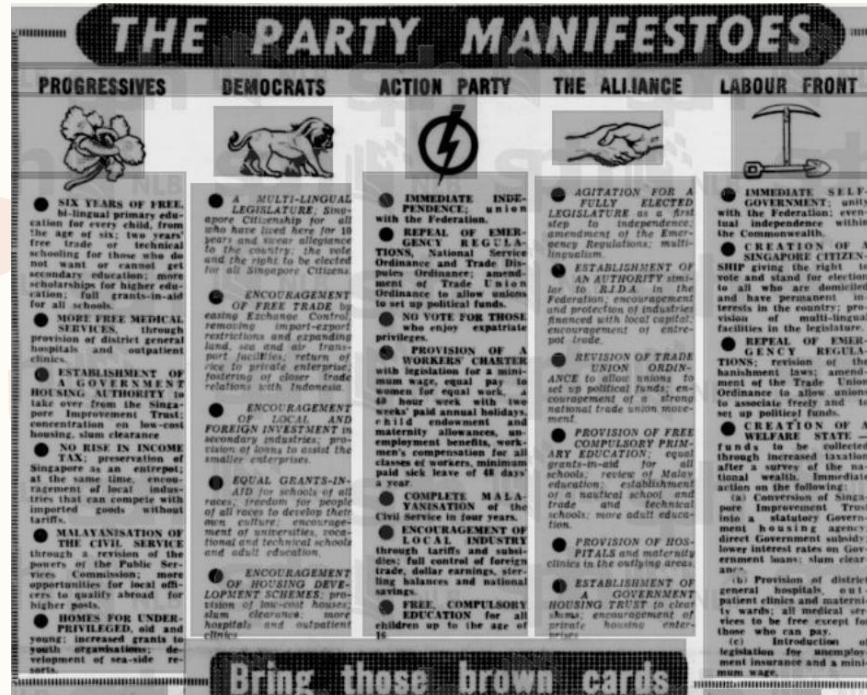 THE PARTY MANIFESTOES
PROGRESSIVES
SIX YEARS OF FREE,
bi-lingual primary edu-
cation for every child, from
the age of six; two years'
free trade or technical
schooling for those who do
not want or cannot get
secondary education; more
scholarships for higher edu-
cation; full grants-in-aid
for all schools.
MORE FREE MEDICAL
SERVICES, through
provision of district general
hospitals and outpatient
clinics.
ESTABLISHMENT OF
A GOVERNMENT
HOUSING AUTHORITY to
take over from the Singa-
pore Improvement Trust;
concentration on low-cost
housing, slum clearance
NO RISE IN INCOME
TAX; preservation of
Singapore as an entrepot;
at the same time, encou-
ragement of local indus-
tries that can compete with
imported goods without
tariffs.
MALAYANISATION OF
THE CIVIL SERVICE
through a revision of the
powers of the Public Ser-
vices Commission; more
opportunities for local offi-
cers to qualify abroad for
higher posts.
HOMES FOR UNDER-
PRIVILEGED, old and
young; increased grants to
youth organisations; de-
velopment of sea-side re-
sorts.
DEMOCRATS
A MULTI-LINGUAL
LEGISLATURE; Sing-
apore Citizenship for all
who have lived here for 10
years and swear allegiance
to the country; the vote
and the right to be elected
for all Singapore Citizens.
ENCOURAGEMENT
OF FREE TRADE by
easing Exchange Control,
removing import-export
restrictions and expanding
land, sea and air trans-
port facilities; return of
rice to private enterprise,
fostering of closer trade
relations with Indonesia.
ENCOURAGEMENT
OF LOCAL AND
FOREIGN INVESTMENT in
secondary industries; pro-
vision of loans to assist the
smaller enterprises.
EQUAL GRANTS-IN-
AID for schools of all
races; freedom for people
of all races to develop their
own culture; encourage-
ment of universities, voca-
tional and technical schools
and adult education.
ENCOURAGEMENT
OF HOUSING DEVE-
LOPMENT SCHEMES; pro-
vision of low-cost houses;
slum clearance; more
hospitals and outpatient
clinics
ACTION PARTY
IMMEDIATE INDE-
PENDENCE; union
with the Federation.
REPEAL OF EMER-
GENCY REGULA-
TIONS, National Service
Ordinance and Trade Dis-
putes Ordinance; amend-
ment of Trade Union
Ordinance to allow unions
to set up political funds.
NO VOTE FOR THOSE
who enjoy expatriate
privileges.
PROVISION OF A
WORKERS' CHARTER
with legislation for a mini-
mum wage, equal pay to
women for equal work, a
40 hour week with two
weeks' paid annual holidays,
child endowment and
maternity allowances, un-
employment benefits, work-
men's compensation for all
classes of workers, minimum
paid sick leave of 48 days'
a year.
COMPLETE MALA-
YANISATION of the
Civil Service in four years.
ENCOURAGEMENT OF
LOCAL INDUSTRY
through tariffs and subsi-
dies; full control of foreign
trade, dollar earnings, ster-
ling balances and national
savings.
FREE, COMPULSORY
EDUCATION for all
children up to the age of
16
THE ALLIANCE
AGITATION FOR A
FULLY ELECTED
LEGISLATURE as a first
step to independence;
amendment of the Emer-
gency Regulations; multi-
lingualism.
ESTABLISHMENT OF
AN AUTHORITY simi-
lar to R.I.D.A. in the
Federation; encouragement
and protection of industries
financed with local capital;
encouragement of entre-
pot trade.
REVISION OF TRADE
UNION ORDIN-
ANCE to allow unions to
set up political funds; en-
couragement of a strong
national trade union move-
ment.
PROVISION OF FREE
COMPULSORY PRIM-
ARY EDUCATION; equal
grants-in-aid for all
schools; review of Malay
education; establishment
of a nautical school and
trade and technical
schools; more adult educa-
tion.
PROVISION OF HOS-
PITALS and maternity
clinics in the outlying areas.
ESTABLISHMENT OF
A GOVERNMENT
HOUSING TRUST to clear
slums; encouragement of
private housing enter-
prises
LABOUR FRONT
IMMEDIATE SELF
GOVERNMENT; unity
with the Federation; even-
tual independence within
the Commonwealth.
CREATION OF A
SINGAPORE CITIZEN-
SHIP giving the right to
vote and stand for election
to all who are domiciled
and have permanent in-
terests in the country; pro-
vision multi-lingual
facilities in the legislature.
REPEAL OF EMER-
GENCY REGULA-
TIONS; revision of the
banishment laws; amend-
ment of the Trade Union
Ordinance to allow unions
to associate freely and to
set up political funds.
CREATION OF A
WELFARE STATE —
funds to be collected
through increased taxation
after a survey of the na-
tional wealth. Immediate
action on the following:
(a) Conversion of Singa-
pore Improvement Trust
into a statutory Govern-
ment housing agency,
direct Government subsidy,
lower interest rates on Gov-
ernment loans; slum clear-
ance.
(b) Provision of district
general hospitals, out-
patient clinics and materni-
ty wards; all medical ser-
vices to be free except for
those who can pay.
(c) Introduction of
legislation for unemploy-
ment insurance and a mini-
mum wage.
Bring those brown cards